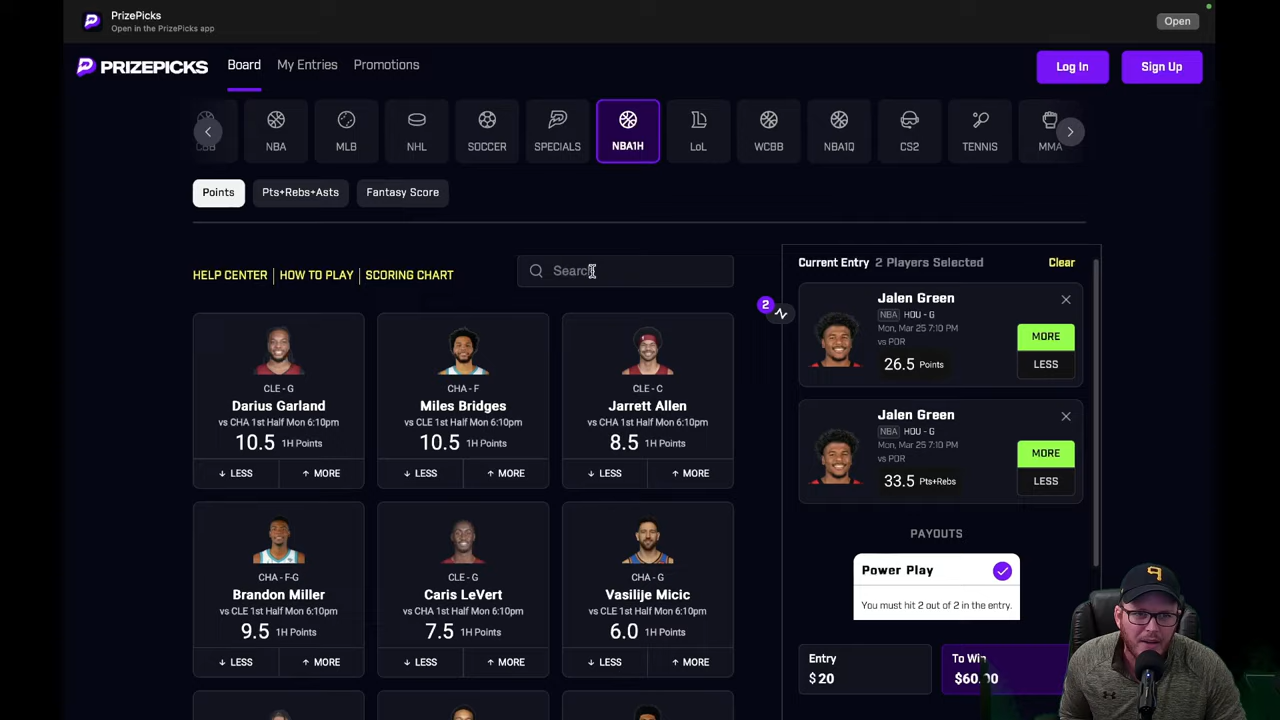 PrizePicks
Open in the PrizePicks app
Open
PRIZEPICKS
Board
My Entries
Promotions
Log In
Sign Up
NBA
MLB
NHL
SOCCER
SPECIALS
NBA1H
LoL
WCBB
NBA1Q
CS2
TENNIS
MMA
Points
Pts+Rebs+Asts
Fantasy Score
HELP CENTER
HOW TO PLAY
SCORING CHART
Search
CLE - G
Darius Garland
vs CHA 1st Half Mon 6:10pm
10.5 1H Points
↓ LESS
↑ MORE
CHA - F
Miles Bridges
vs CLE 1st Half Mon 6:10pm
10.5 1H Points
↓ LESS
↑ MORE
CLE - C
Jarrett Allen
vs CHA 1st Half Mon 6:10pm
8.5 1H Points
↓ LESS
↑ MORE
CHA - F-G
Brandon Miller
vs CLE 1st Half Mon 6:10pm
9.5 1H Points
↓ LESS
↑ MORE
CLE - G
Caris LeVert
vs CHA 1st Half Mon 6:10pm
7.5 1H Points
↓ LESS
↑ MORE
CHA - G
Vasilije Micic
vs CLE 1st Half Mon 6:10pm
6.0 1H Points
↓ LESS
↑ MORE
Current Entry 2 Players Selected
Clear
2
Jalen Green
NBA HOU - G
Mon, Mar 25 7:10 PM
vs POR
26.5 Points
MORE
LESS
Jalen Green
NBA HOU - G
Mon, Mar 25 7:10 PM
vs POR
33.5 Pts+Rebs
MORE
LESS
PAYOUTS
Power Play
You must hit 2 out of 2 in the entry.
Entry
$20
To Win
$60.00